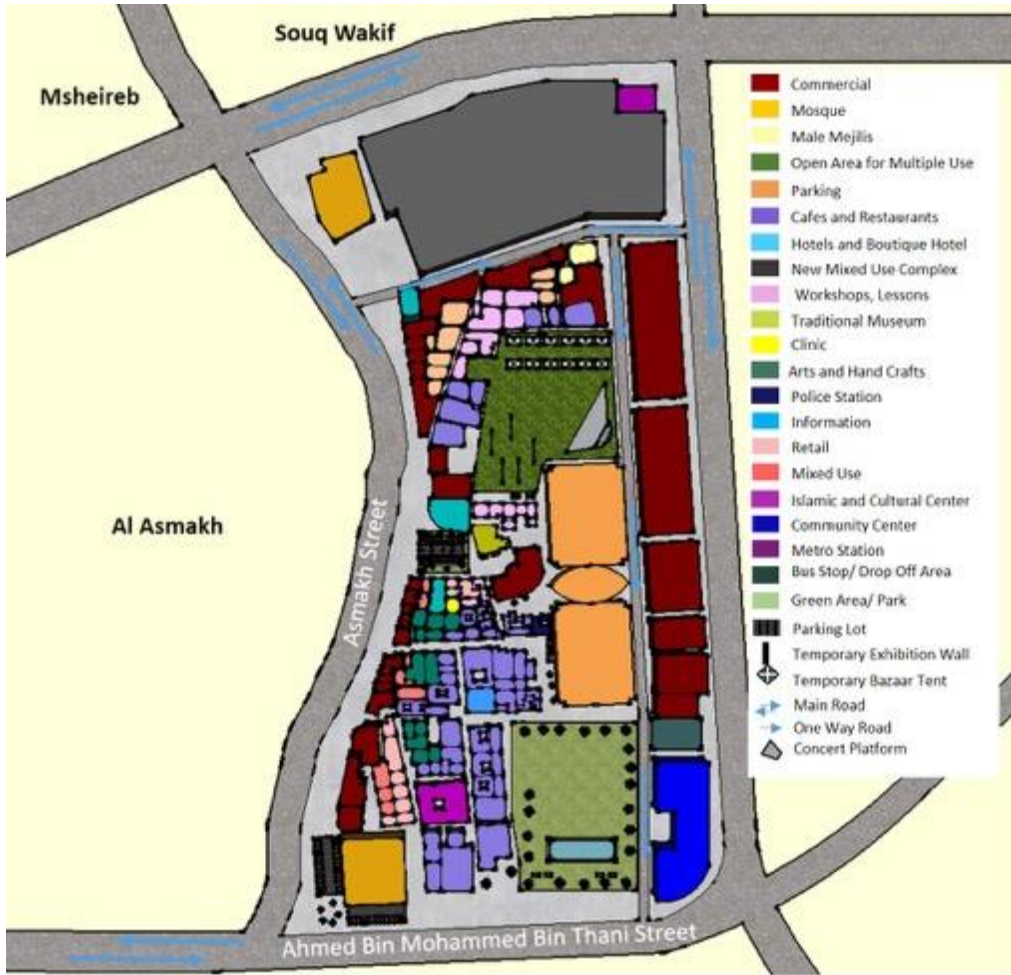 Souq Wakif
Msheireb
Al Asmakh
Asmakh Street
Ahmed Bin Mohammed Bin Thani Street
Commercial
Mosque
Male Mejilis
Open Area for Multiple Use
Parking
Cafes and Restaurants
Hotels and Boutique Hotel
New Mixed Use Complex
Workshops, Lessons
Traditional Museum
Clinic
Arts and Hand Crafts
Police Station
Information
Retail
Mixed Use
Islamic and Cultural Center
Community Center
Metro Station
Bus Stop/ Drop Off Area
Green Area/ Park
Parking Lot
Temporary Exhibition Wall
Temporary Bazaar Tent
Main Road
One Way Road
Concert Platform